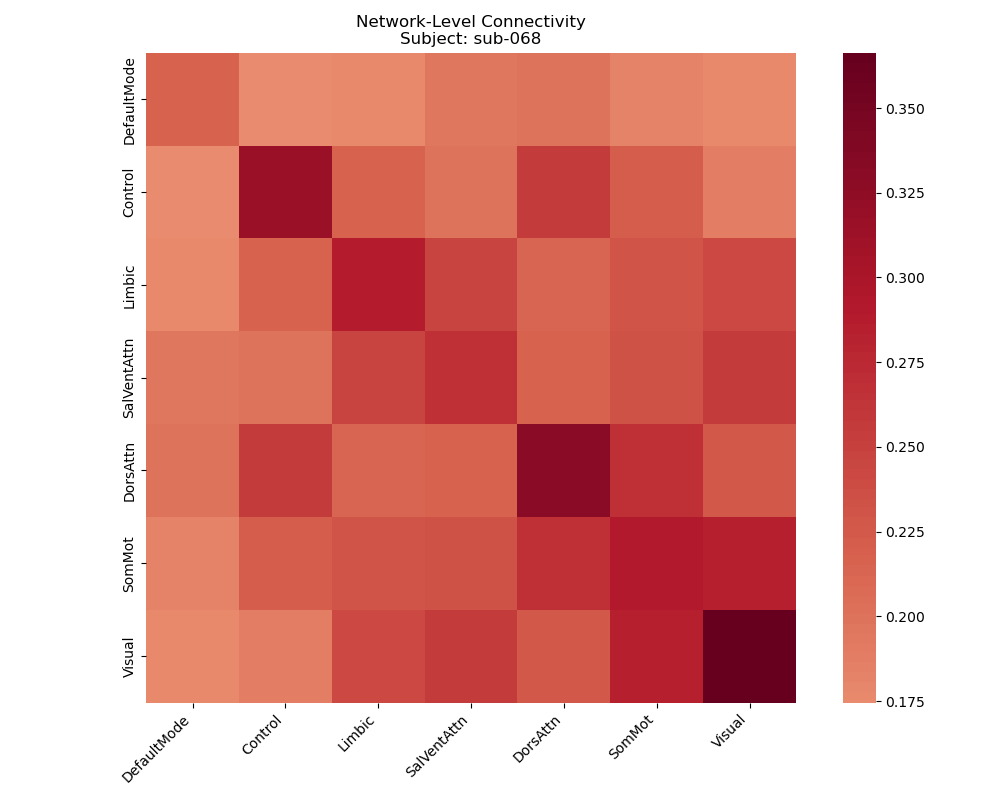 Network-Level Connectivity
Subject: sub-068
DefaultMode
Control
Limbic
SalVentAttn
DorsAttn
SomMot
Visual
DefaultMode
Control
Limbic
SalVentAttn
DorsAttn
SomMot
Visual
0.350
0.325
0.300
0.275
0.250
0.225
0.200
0.175